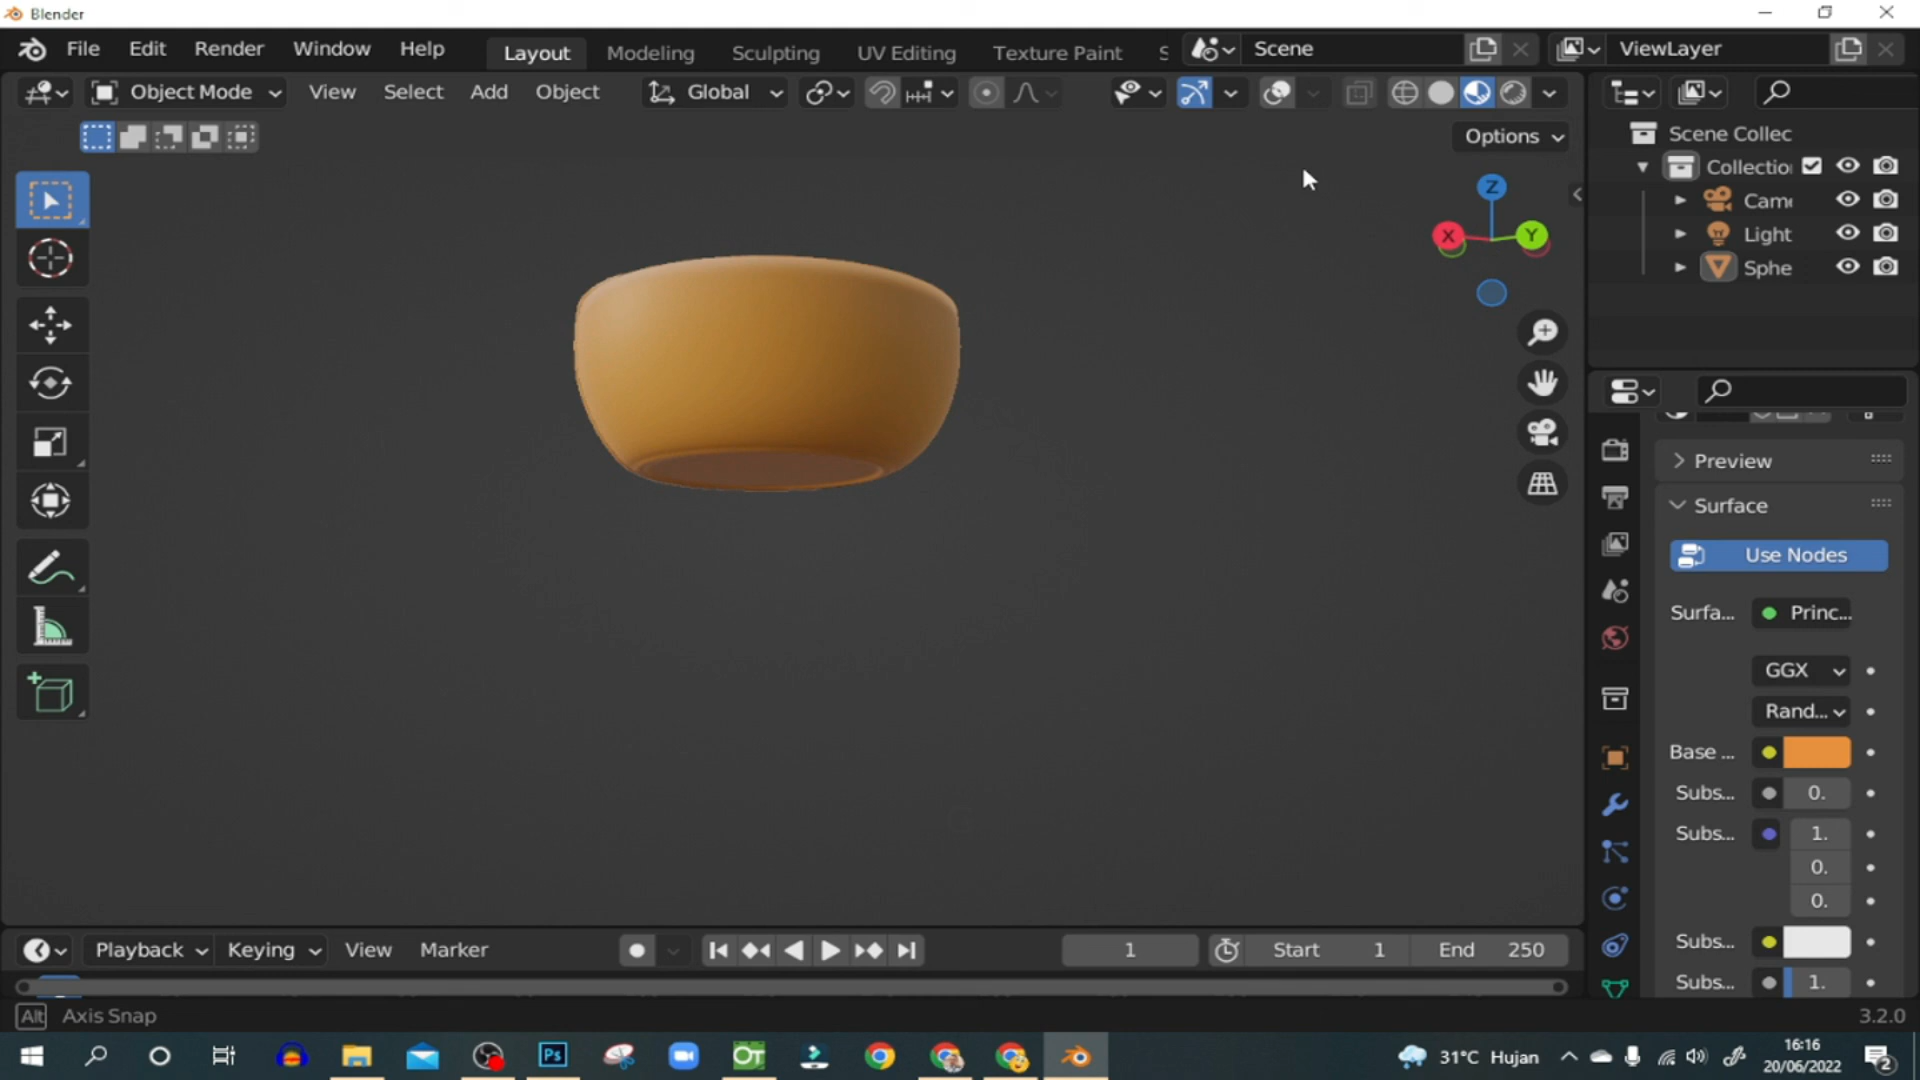 Blender
File Edit Render Window Help Layout Modeling Sculpting UV Editing Texture Paint S Scene ViewLayer
Object Mode View Select Add Object Global
Options
Z
X Y
Scene Collec
Collectio
Cam
Light
Sphe
Preview
Surface
Use Nodes
Surfa... Princ...
GGX
Rand...
Base ...
Subs... 0.
Subs... 1.
0.
0.
Subs...
Subs... 1.
Playback Keying View Marker 1 Start 1 End 250
Alt Axis Snap 3.2.0
Ps OT 31°C Hujan 16:16
20/06/2022 2